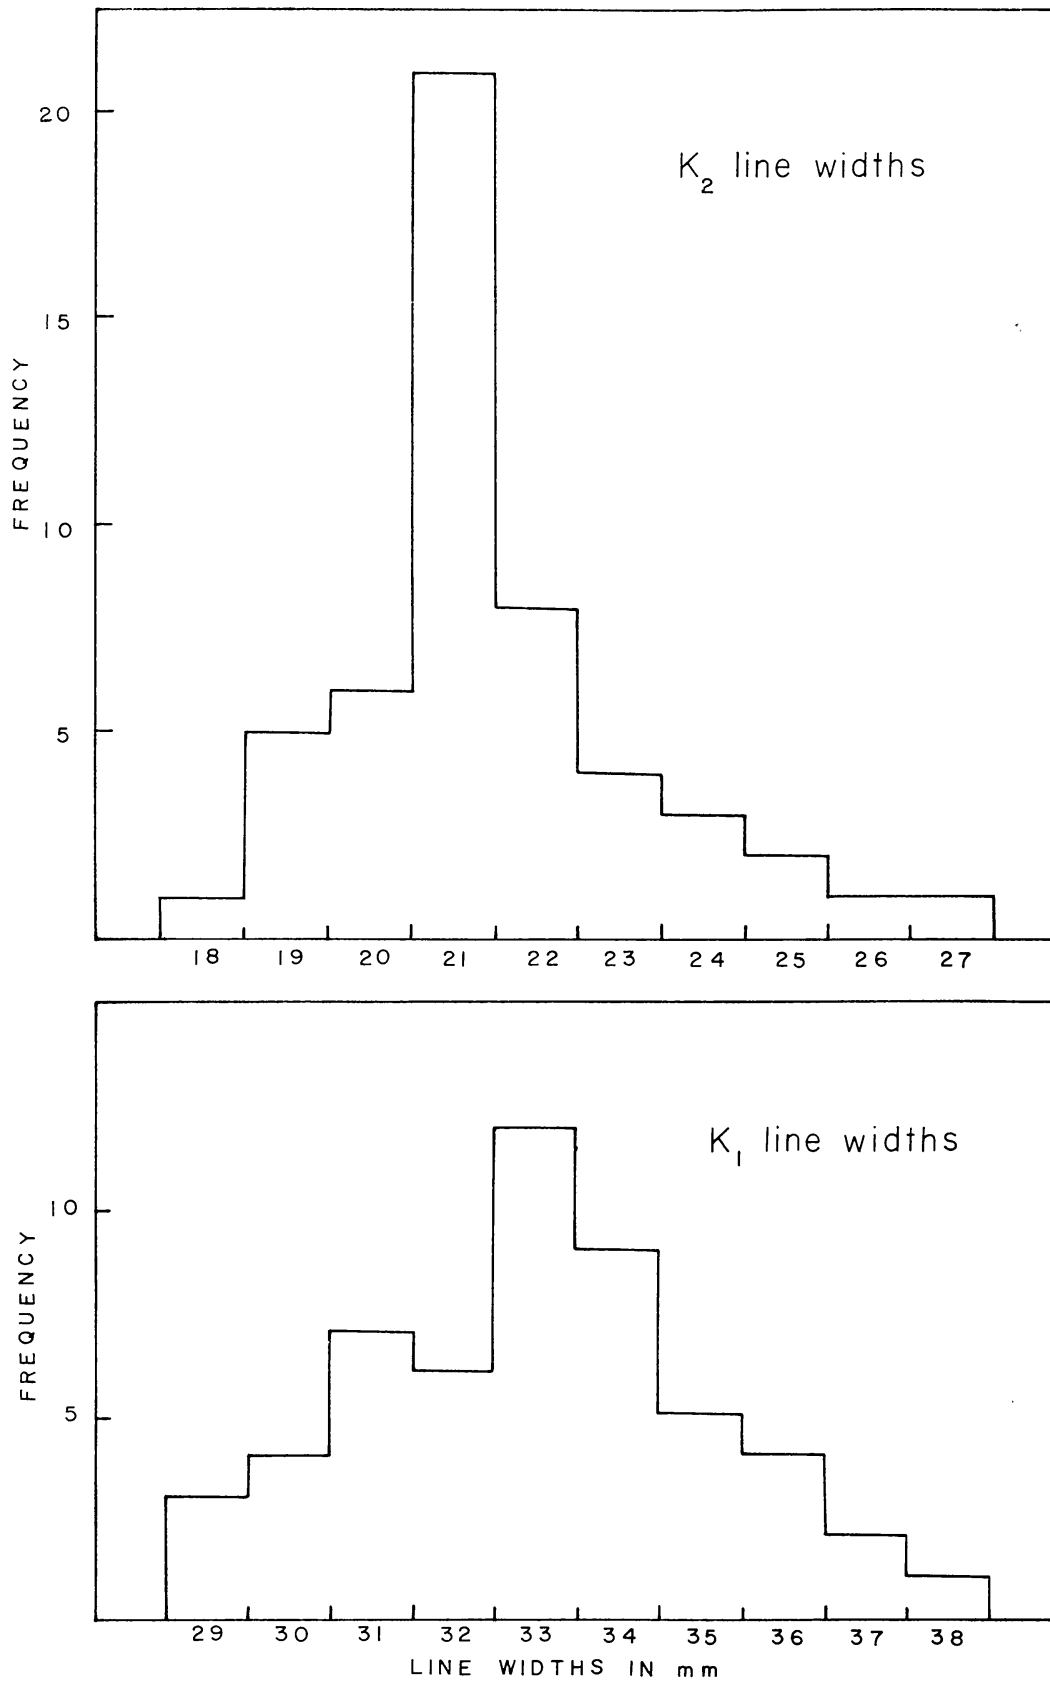 K₂ line widths
20
15
10
5
FREQUENCY
18 19 20 21 22 23 24 25 26 27
K₁ line widths
10
5
FREQUENCY
29 30 31 32 33 34 35 36 37 38
LINE WIDTHS IN mm